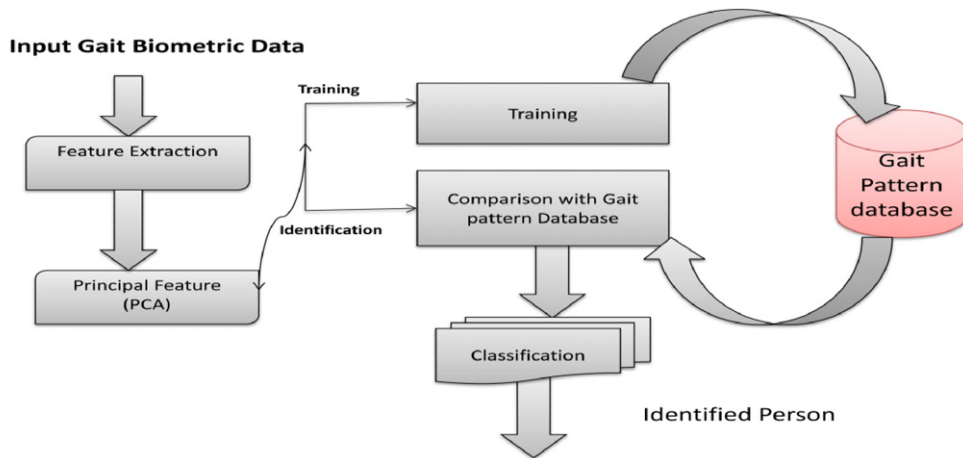 Input Gait Biometric Data
Feature Extraction
Principal Feature
(PCA)
Training
Identification
Training
Comparison with Gait
pattern Database
Classification
Gait
Pattern
database
Identified Person